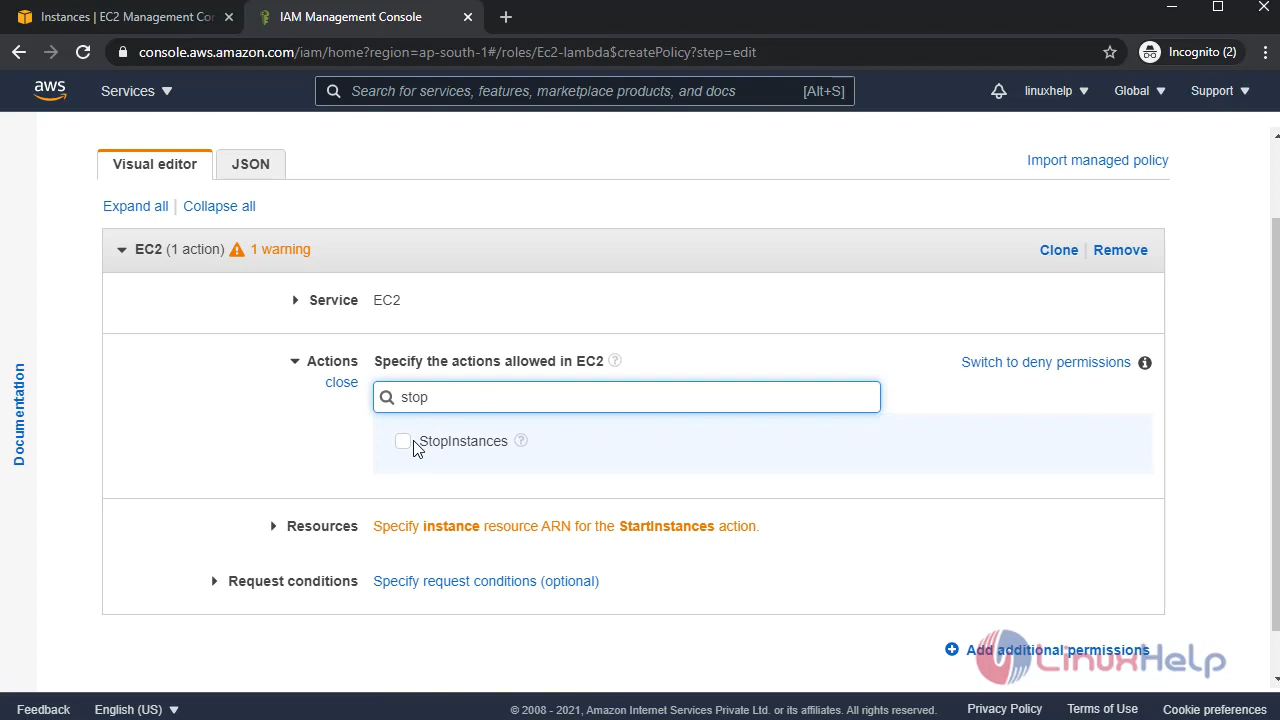 Instances | EC2 Management Co
IAM Management Console
console.aws.amazon.com/iam/home?region=ap-south-1#/roles/Ec2-lambda$createPolicy?step=edit
Incognito (2)
aws
Services
Search for services, features, marketplace products, and docs
[Alt+S]
linuxhelp
Global
Support
Visual editor
JSON
Import managed policy
Expand all
Collapse all
EC2 (1 action) 1 warning
Clone
Remove
Service
EC2
Actions
close
Specify the actions allowed in EC2
Switch to deny permissions
stop
StopInstances
Documentation
Resources
Specify instance resource ARN for the StartInstances action.
Request conditions
Specify request conditions (optional)
Add additional permissions
LinuxHelp
Feedback
English (US)
© 2008 - 2021, Amazon Internet Services Private Ltd. or its affiliates. All rights reserved.
Privacy Policy
Terms of Use
Cookie preferences